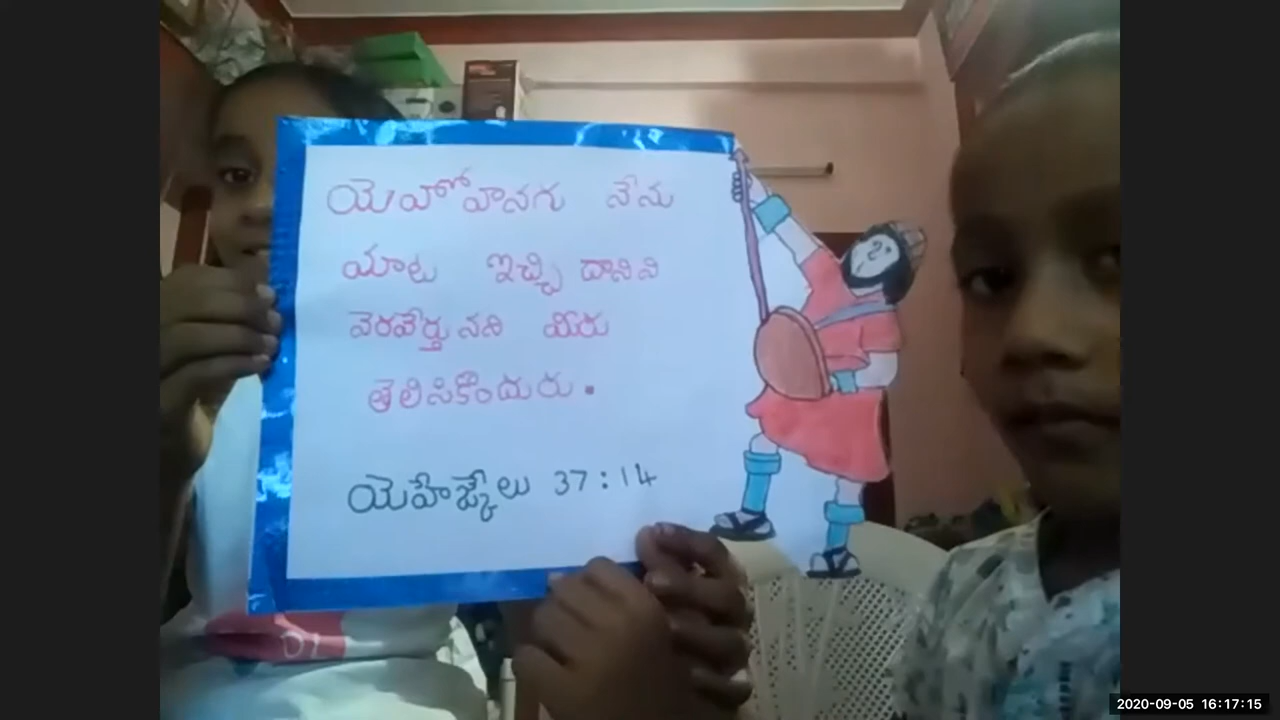 యెహోవానగు నేను
మాట ఇచ్చి దానిని
నెరవేర్తునని మీరు
తెలిసికొందురు.
యెహేజ్కేలు 37:14
2020-09-05 16:17:15